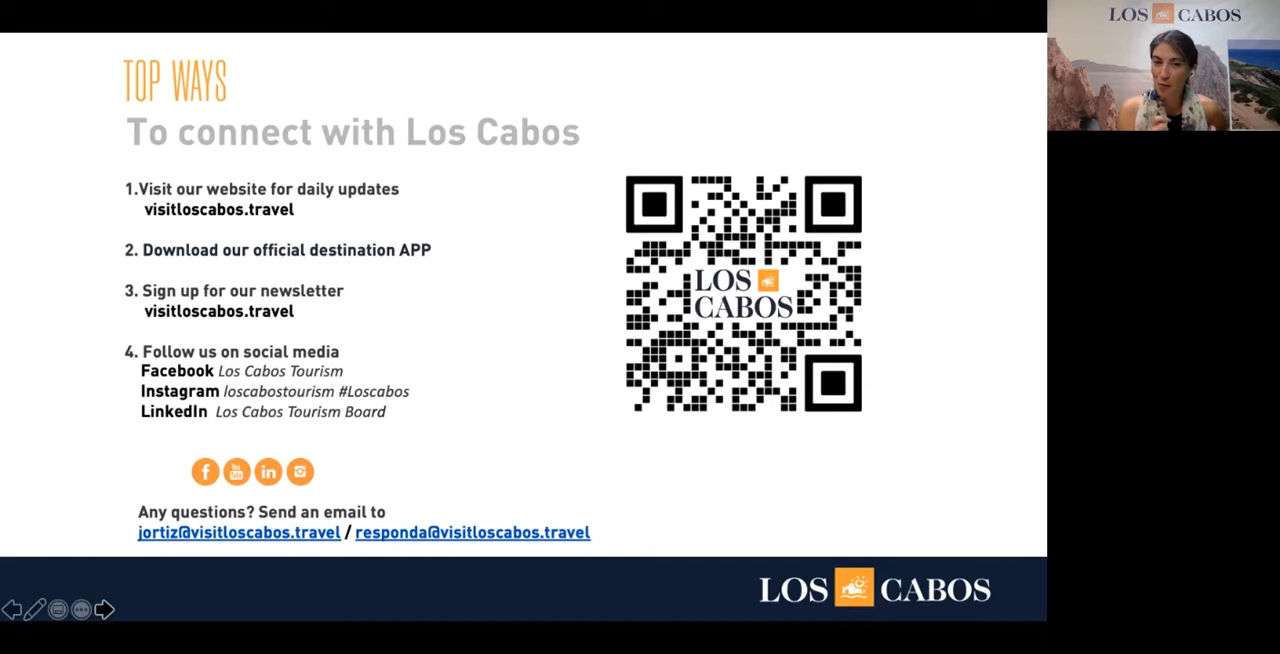 TOP WAYS
To connect with Los Cabos
1.Visit our website for daily updates
visitloscabos.travel
2. Download our official destination APP
3. Sign up for our newsletter
visitloscabos.travel
4. Follow us on social media
Facebook Los Cabos Tourism
Instagram loscabostourism #Loscabos
LinkedIn Los Cabos Tourism Board
f You Tube in
Any questions? Send an email to
jortiz@visitloscabos.travel / responda@visitloscabos.travel
LOS
CABOS
LOS CABOS
LOS CABOS